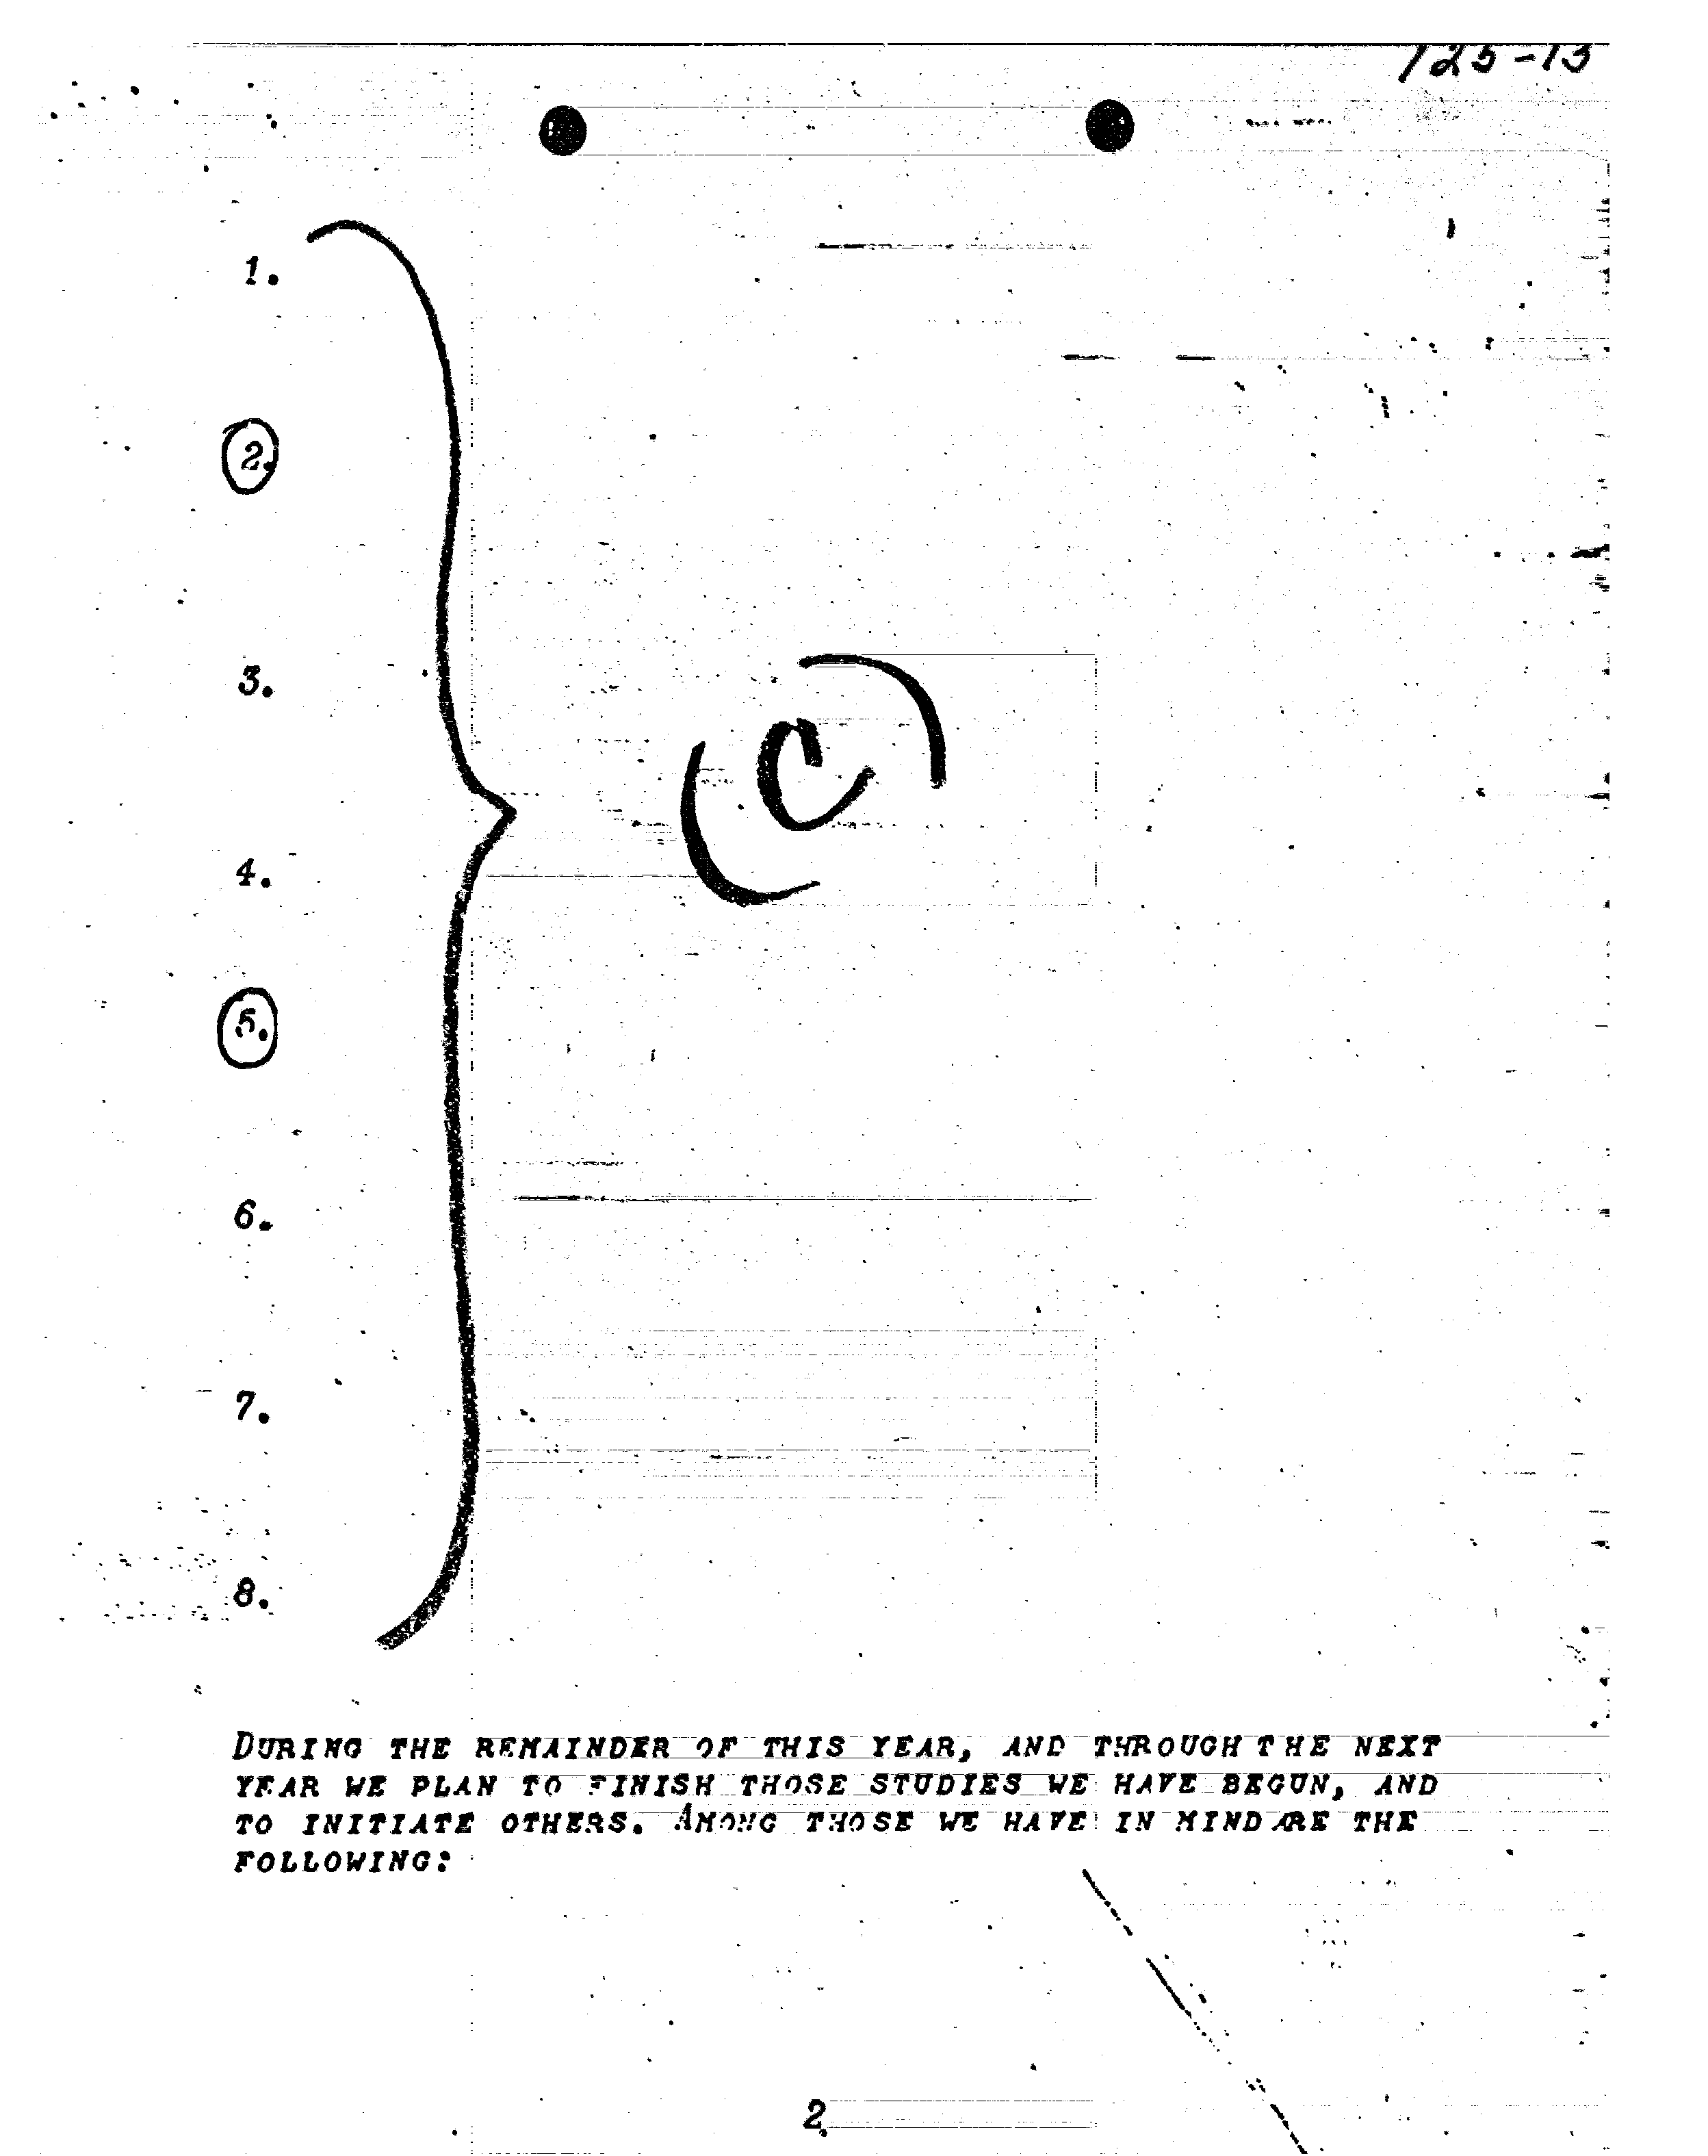 125-13
1.
2.
3.
(C)
4.
5.
6.
7.
8.
DURING THE REMAINDER OF THIS YEAR, AND THROUGH THE NEXT
YEAR WE PLAN TO FINISH THOSE STUDIES WE HAVE BEGUN, AND
TO INITIATE OTHERS. AMONG THOSE WE HAVE IN MIND ARE THE
FOLLOWING:
2.